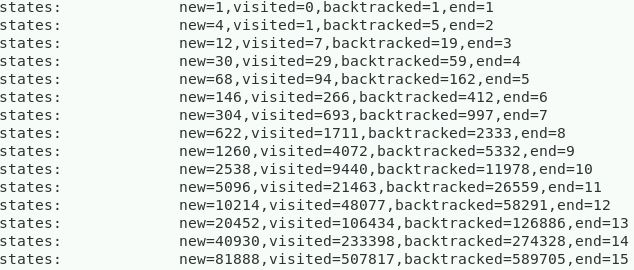 states:             new=1,visited=0,backtracked=1,end=1
states:             new=4,visited=1,backtracked=5,end=2
states:             new=12,visited=7,backtracked=19,end=3
states:             new=30,visited=29,backtracked=59,end=4
states:             new=68,visited=94,backtracked=162,end=5
states:             new=146,visited=266,backtracked=412,end=6
states:             new=304,visited=693,backtracked=997,end=7
states:             new=622,visited=1711,backtracked=2333,end=8
states:             new=1260,visited=4072,backtracked=5332,end=9
states:             new=2538,visited=9440,backtracked=11978,end=10
states:             new=5096,visited=21463,backtracked=26559,end=11
states:             new=10214,visited=48077,backtracked=58291,end=12
states:             new=20452,visited=106434,backtracked=126886,end=13
states:             new=40930,visited=233398,backtracked=274328,end=14
states:             new=81888,visited=507817,backtracked=589705,end=15